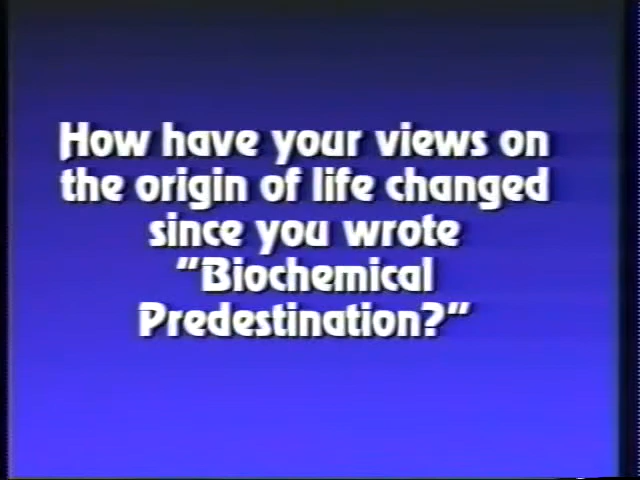 How have your views on
the origin of life changed
since you wrote
"Biochemical
Predestination?"